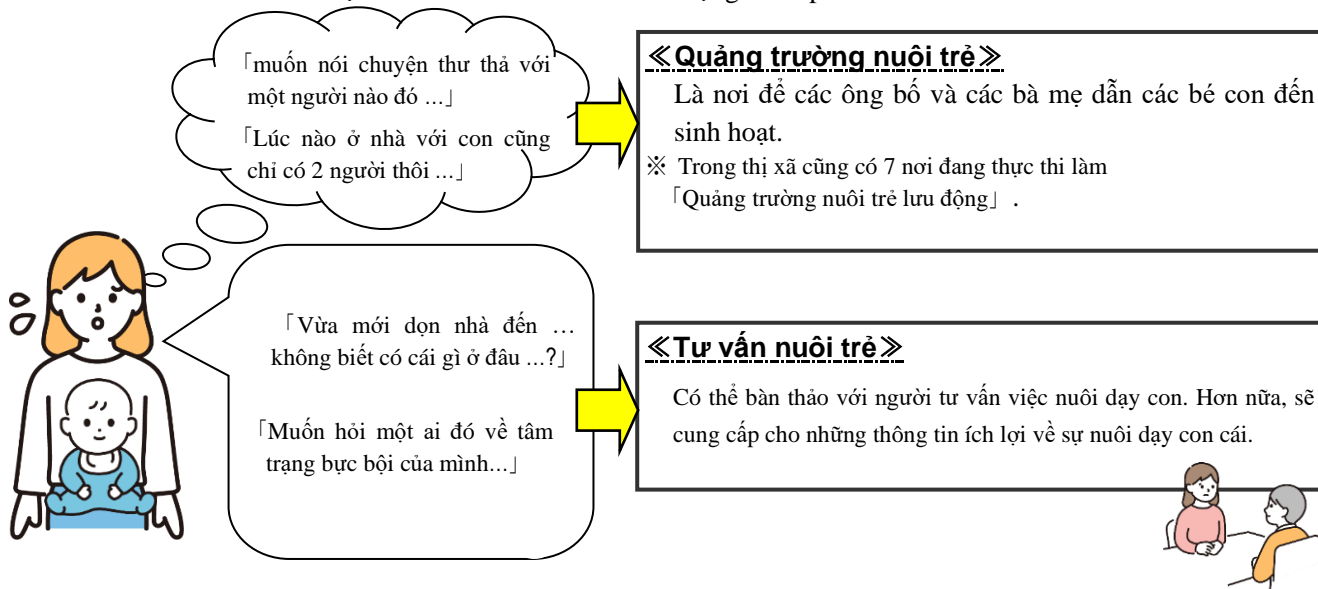 「muốn nói chuyện thư thả với
một người nào đó ...」
「Lúc nào ở nhà với con cũng
chỉ có 2 người thôi ...」
≪Quảng trường nuôi trẻ≫
Là nơi để các ông bố và các bà mẹ dẫn các bé con đến
sinh hoạt.
※ Trong thị xã cũng có 7 nơi đang thực thi làm
「Quảng trường nuôi trẻ lưu động」.
「Vừa mới dọn nhà đến …
không biết có cái gì ở đâu ...?」
「Muốn hỏi một ai đó về tâm
trạng bực bội của mình...」
≪Tư vấn nuôi trẻ≫
Có thể bàn thảo với người tư vấn việc nuôi dạy con. Hơn nữa, sẽ
cung cấp cho những thông tin ích lợi về sự nuôi dạy con cái.